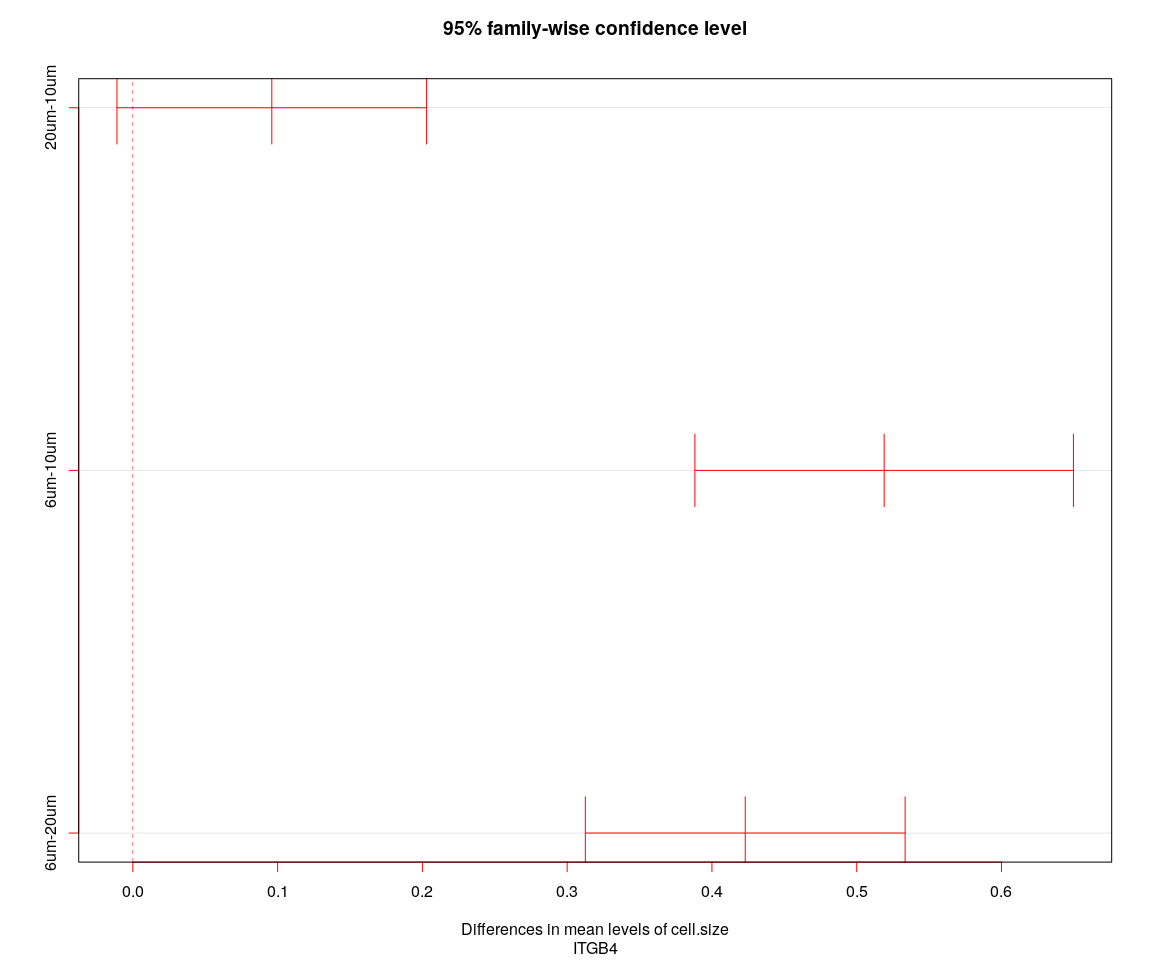 95% family-wise confidence level
20um-10um
6um-10um
6um-20um
0.0 0.1 0.2 0.3 0.4 0.5 0.6
Differences in mean levels of cell.size
ITGB4